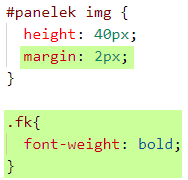 #panelek img {
  height: 40px;
  margin: 2px;
}

.fk{
  font-weight: bold;
}